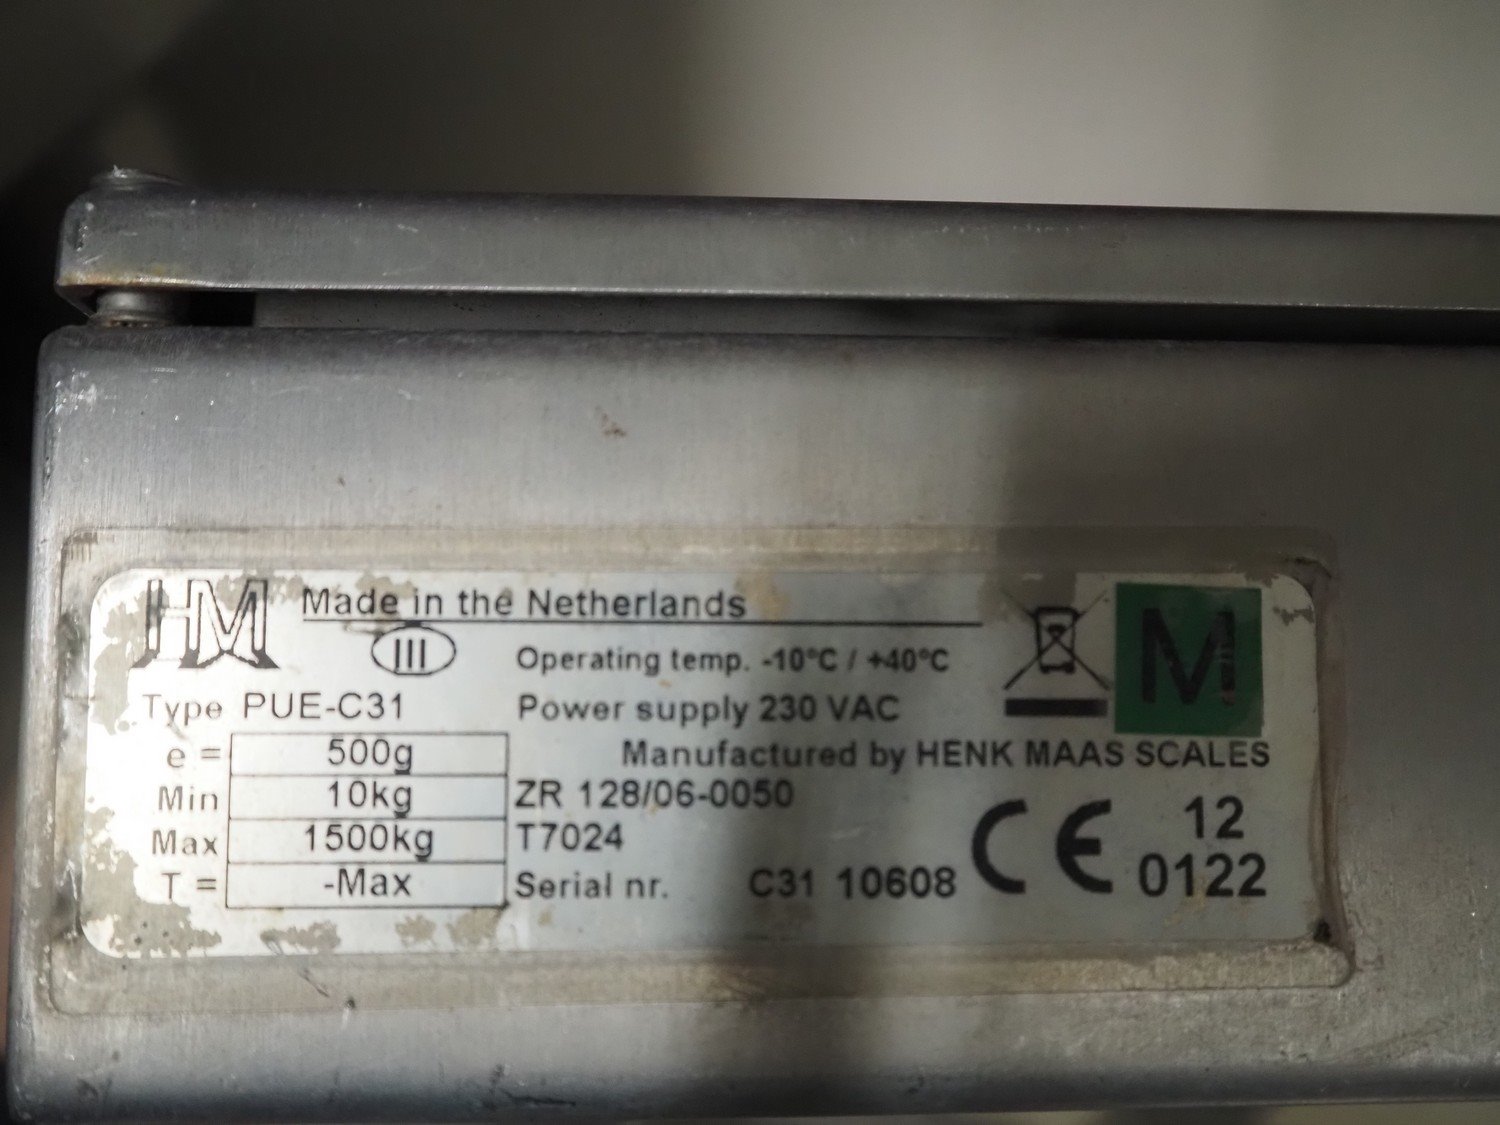 HM Made in the Netherlands
III Operating temp. -10°C / +40°C
M
Type PUE-C31 Power supply 230 VAC
e = 500g Manufactured by HENK MAAS SCALES
Min 10kg ZR 128/06-0050
Max 1500kg T7024
T = -Max Serial nr. C31 10608
CE 12
0122